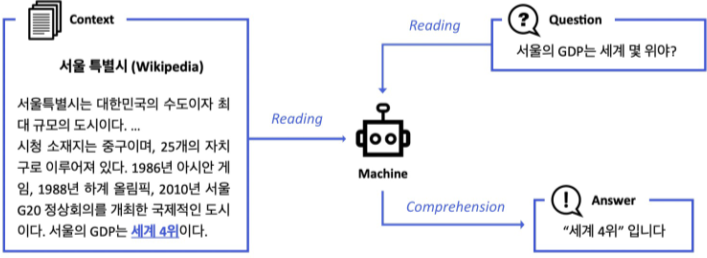 Context
서울 특별시 (Wikipedia)
서울특별시는 대한민국의 수도이자 최
대 규모의 도시이다. ...
시청 소재지는 중구이며, 25개의 자치
구로 이루어져 있다. 1986년 아시안 게
임, 1988년 하계 올림픽, 2010년 서울
G20 정상회의를 개최한 국제적인 도시
이다. 서울의 GDP는 세계 4위이다.
Reading
Reading
Question
서울의 GDP는 세계 몇 위야?
Machine
Comprehension
Answer
“세계 4위” 입니다